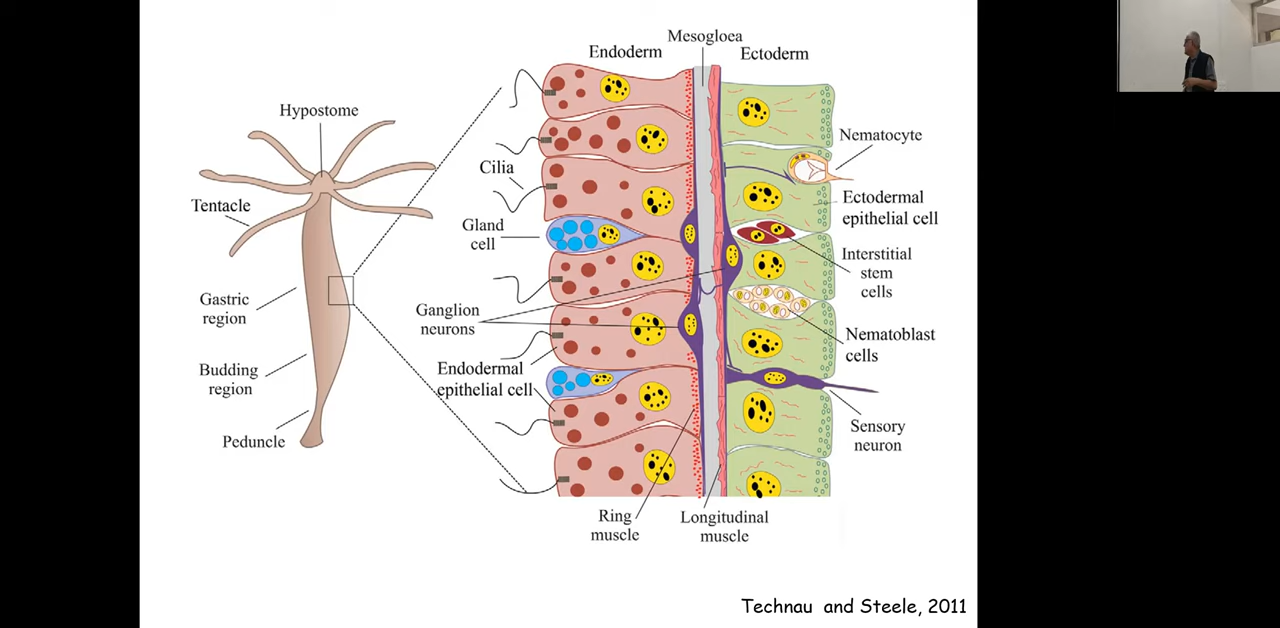 Mesogloea
Endoderm
Ectoderm
Hypostome
Nematocyte
Cilia
Tentacle
Ectodermal
epithelial cell
Gland
cell
Interstitial
stem
cells
Gastric
region
Ganglion
neurons
Nematoblast
cells
Budding
region
Endodermal
epithelial cell
Sensory
neuron
Peduncle
Ring
muscle
Longitudinal
muscle
Technau and Steele, 2011